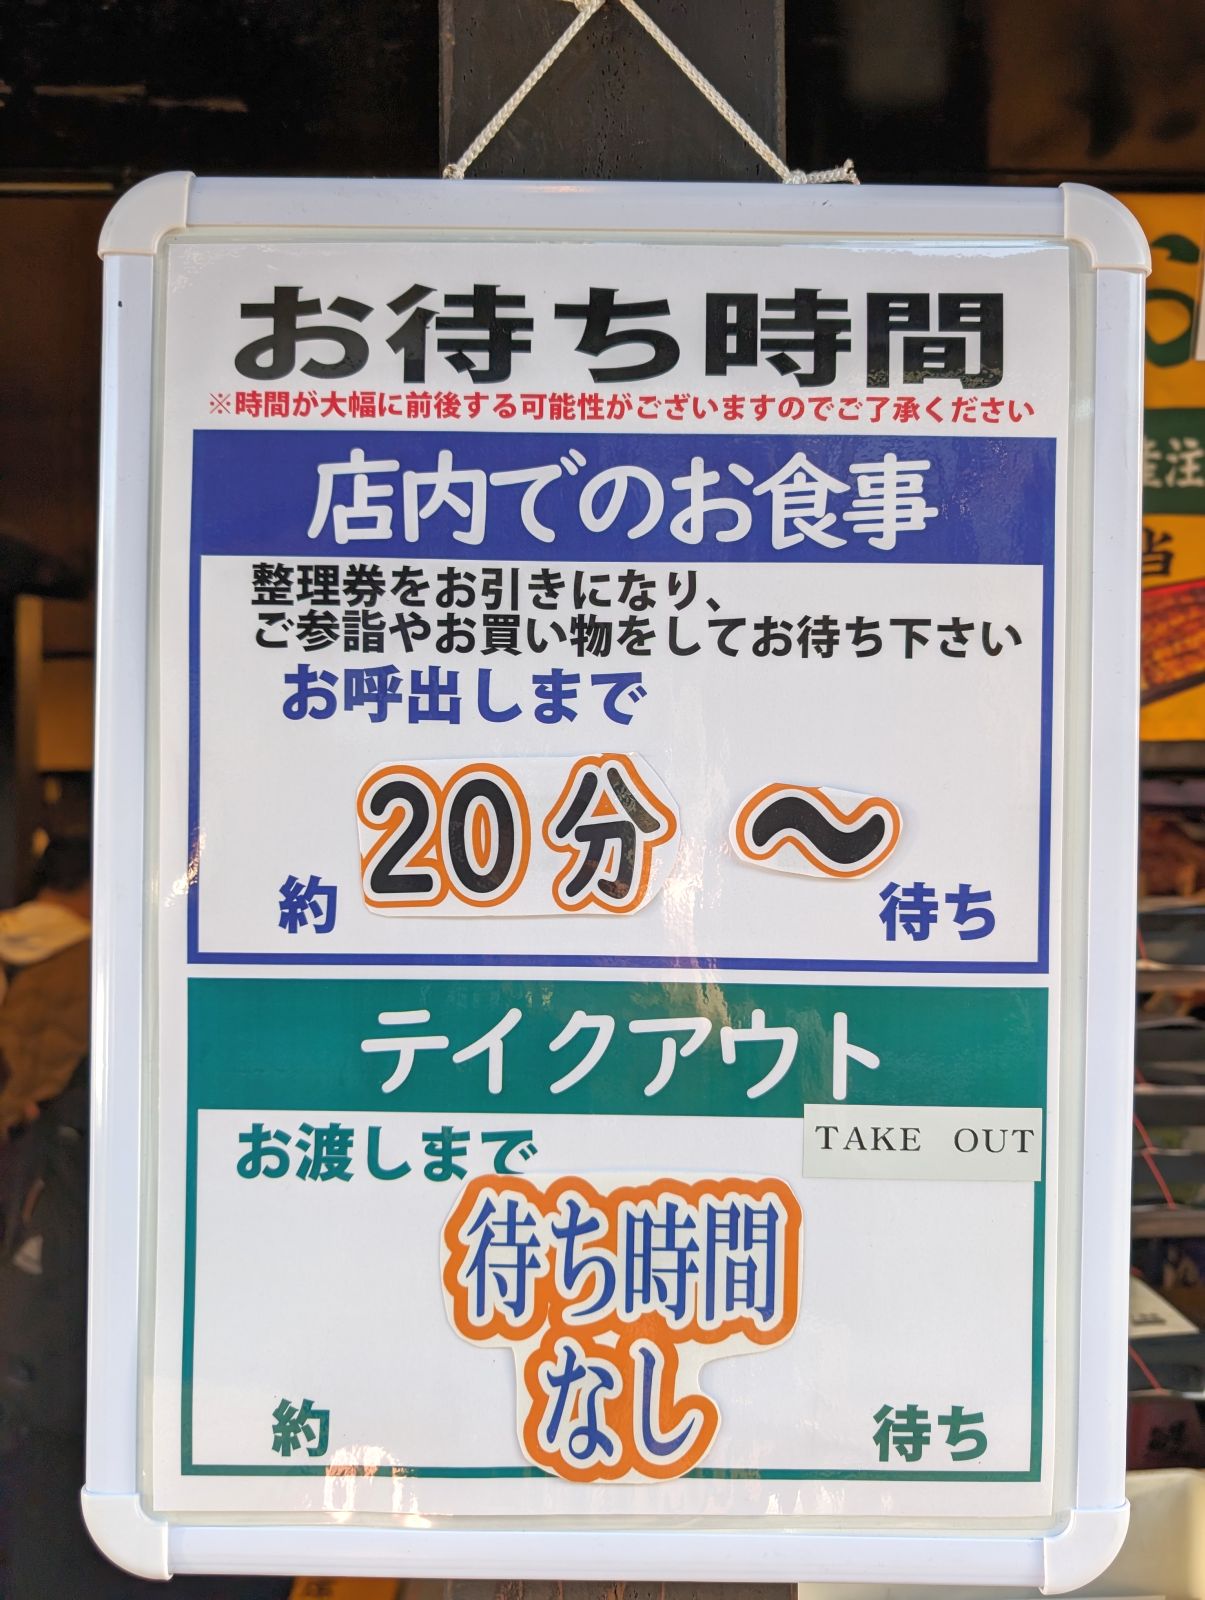 お待ち時間
※時間が大幅に前後する可能性がございますのでご了承ください
店内でのお食事
整理券をお引きになり、
ご参詣やお買い物をしてお待ち下さい
お呼出しまで
約 20分 〜 待ち
テイクアウト
TAKE OUT
お渡しまで
待ち時間
なし
約 待ち
注
当